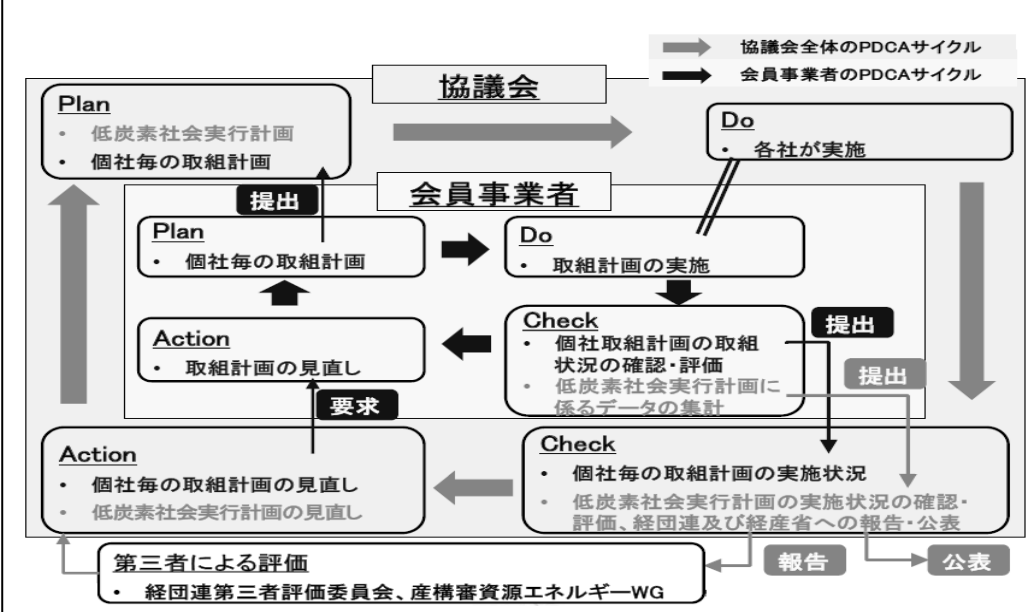 協議会全体のPDCAサイクル
会員事業者のPDCAサイクル
協議会
Plan
・ 低炭素社会実行計画
・ 個社毎の取組計画
Do
・ 各社が実施
提出
会員事業者
Plan
・ 個社毎の取組計画
Do
・ 取組計画の実施
Action
・ 取組計画の見直し
Check
・ 個社取組計画の取組
状況の確認・評価
・ 低炭素社会実行計画に
係るデータの集計
提出
提出
要求
Action
・ 個社毎の取組計画の見直し
・ 低炭素社会実行計画の見直し
Check
・ 個社毎の取組計画の実施状況
・ 低炭素社会実行計画の実施状況の確認・
評価、経団連及び経産省への報告・公表
報告
公表
第三者による評価
・ 経団連第三者評価委員会、産構審資源エネルギーWG